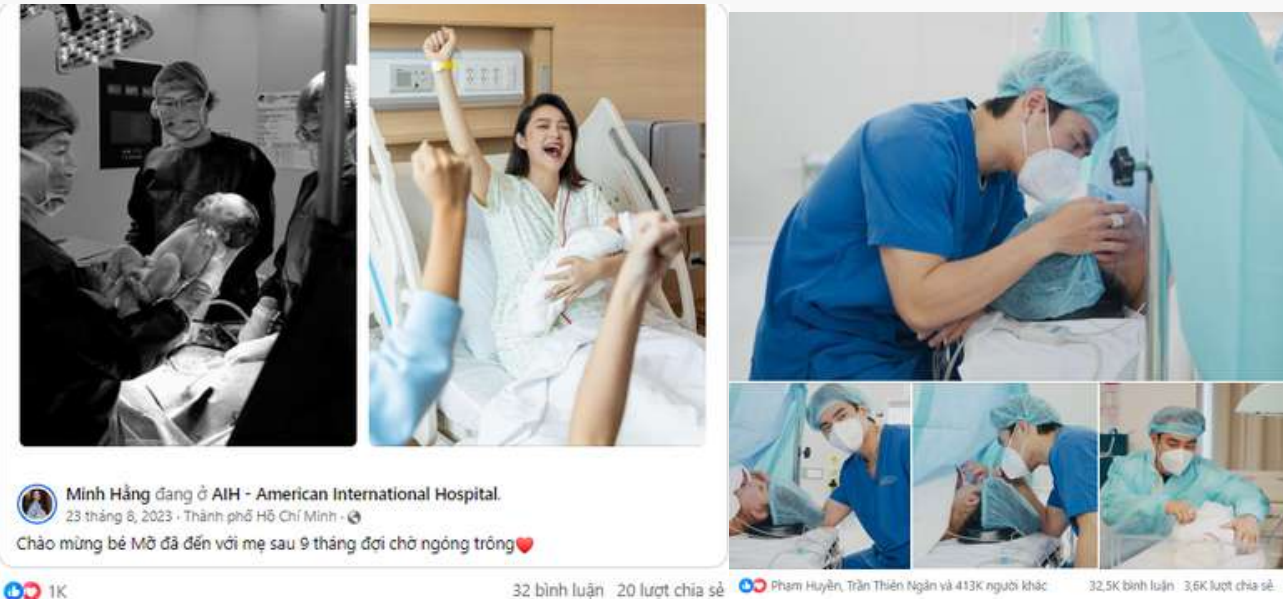 Minh Hằng đang ở AIH - American International Hospital.
23 tháng 8, 2023 · Thành phố Hồ Chí Minh ·
Chào mừng bé Mỡ đã đến với mẹ sau 9 tháng đợi chờ ngóng trông❤️
1K
32 bình luận 20 lượt chia sẻ
Phạm Huyền, Trần Thiên Ngân và 413K người khác
32,5K bình luận 3,6K lượt chia sẻ